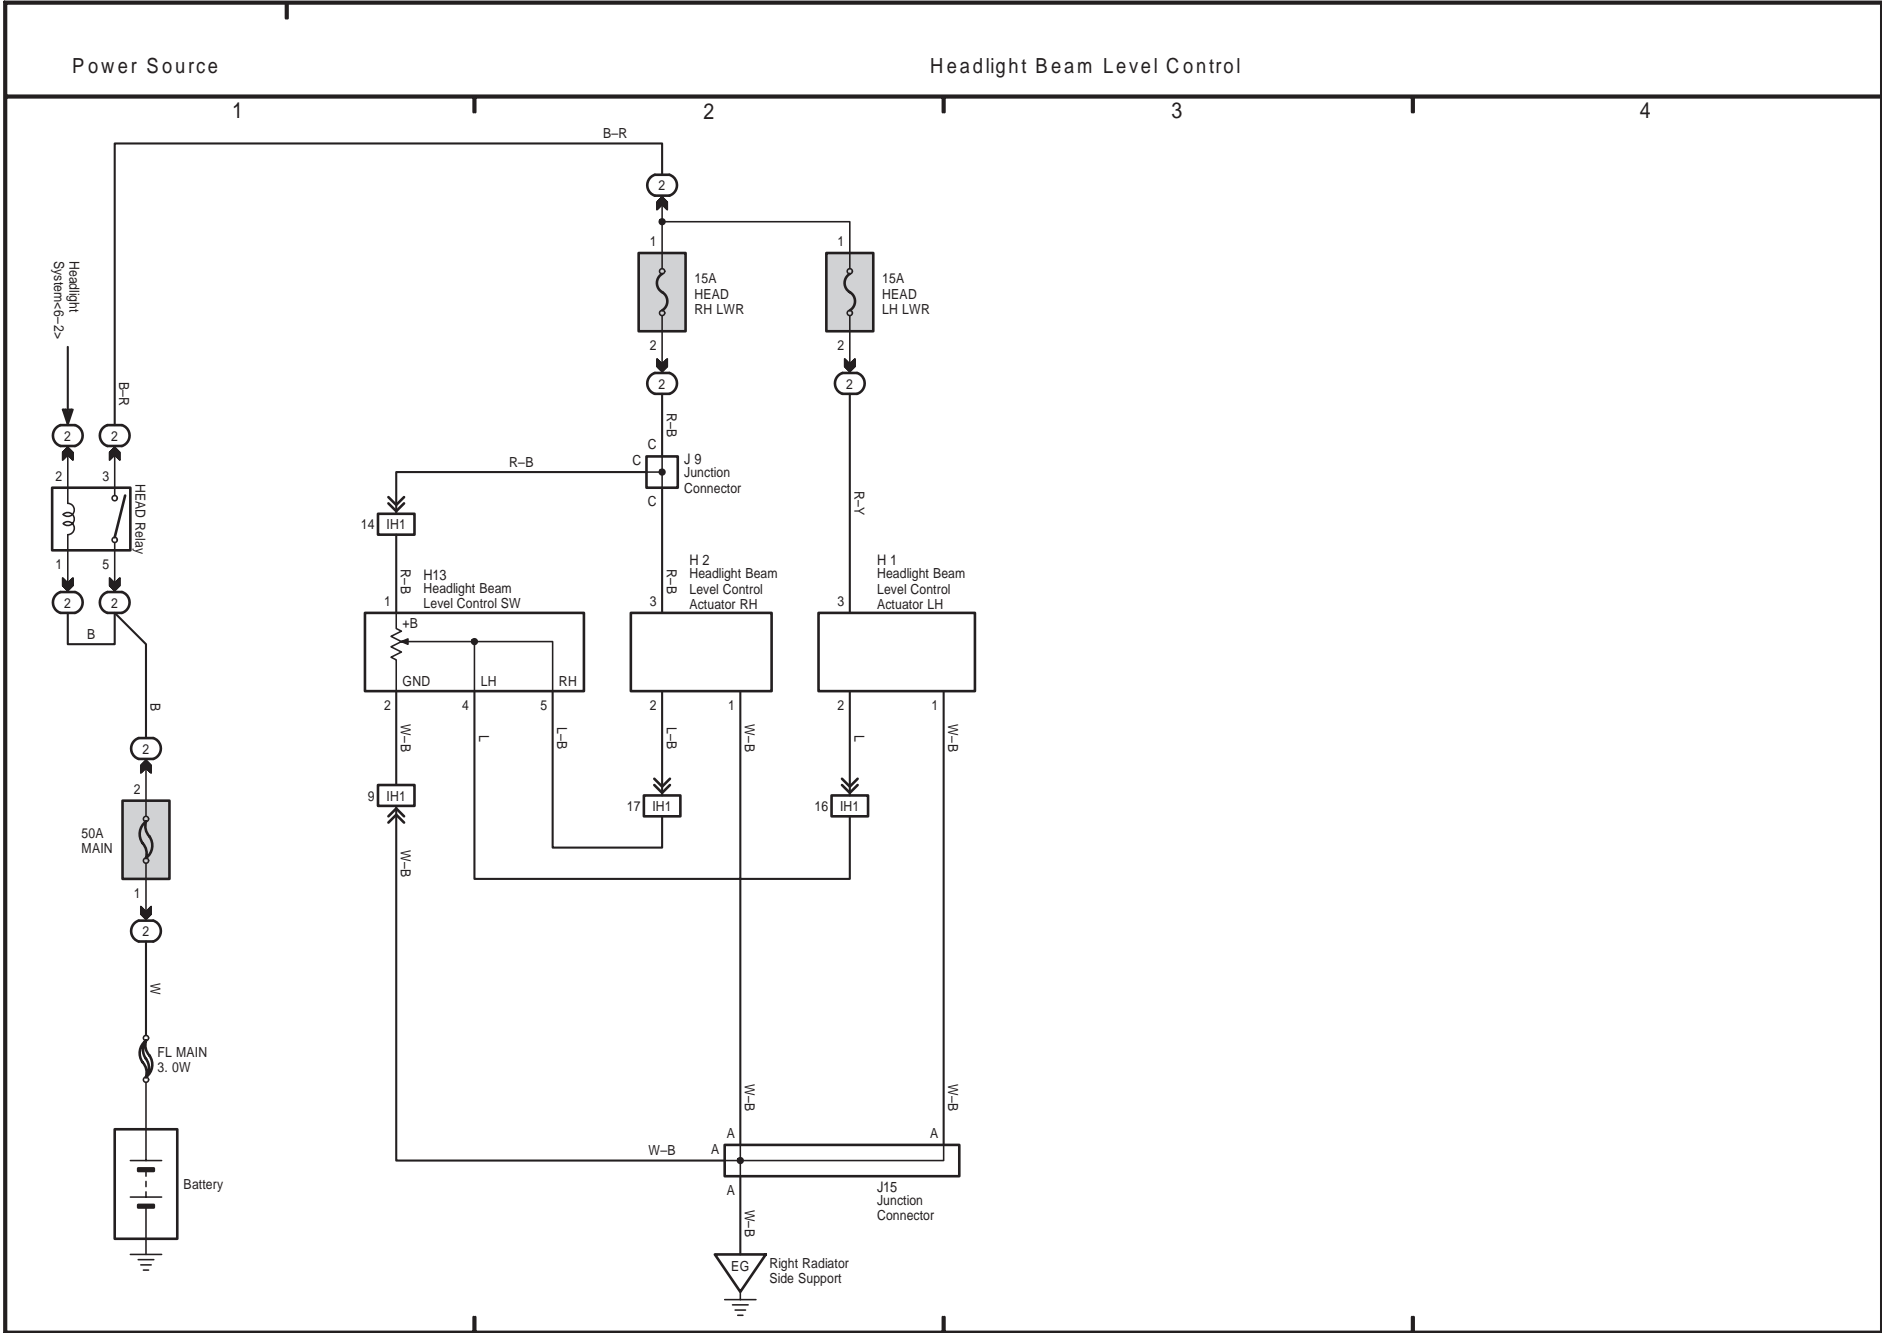 Power Source
Headlight Beam Level Control
1
2
3
4
B–R
2
1
1
15A
HEAD
RH LWR
15A
HEAD
LH LWR
2
2
2
2
Headlight
System<6–2>
B–R
R–B
C
C
C
J 9
Junction
Connector
R–B
R–Y
2
2
2
3
HEAD Relay
1
5
2
2
B
B
14
IH1
R–B
H13
Headlight Beam
Level Control SW
1
+B
GND
LH
RH
2
4
5
R–B
H 2
Headlight Beam
Level Control
Actuator RH
3
2
1
H 1
Headlight Beam
Level Control
Actuator LH
3
2
1
W–B
L
L–B
L–B
W–B
L
W–B
2
2
50A
MAIN
1
2
9
IH1
17
IH1
16
IH1
W–B
W
FL MAIN
3. 0W
Battery
W–B
W–B
W–B
A
A
A
A
J15
Junction
Connector
W–B
EG
Right Radiator
Side Support